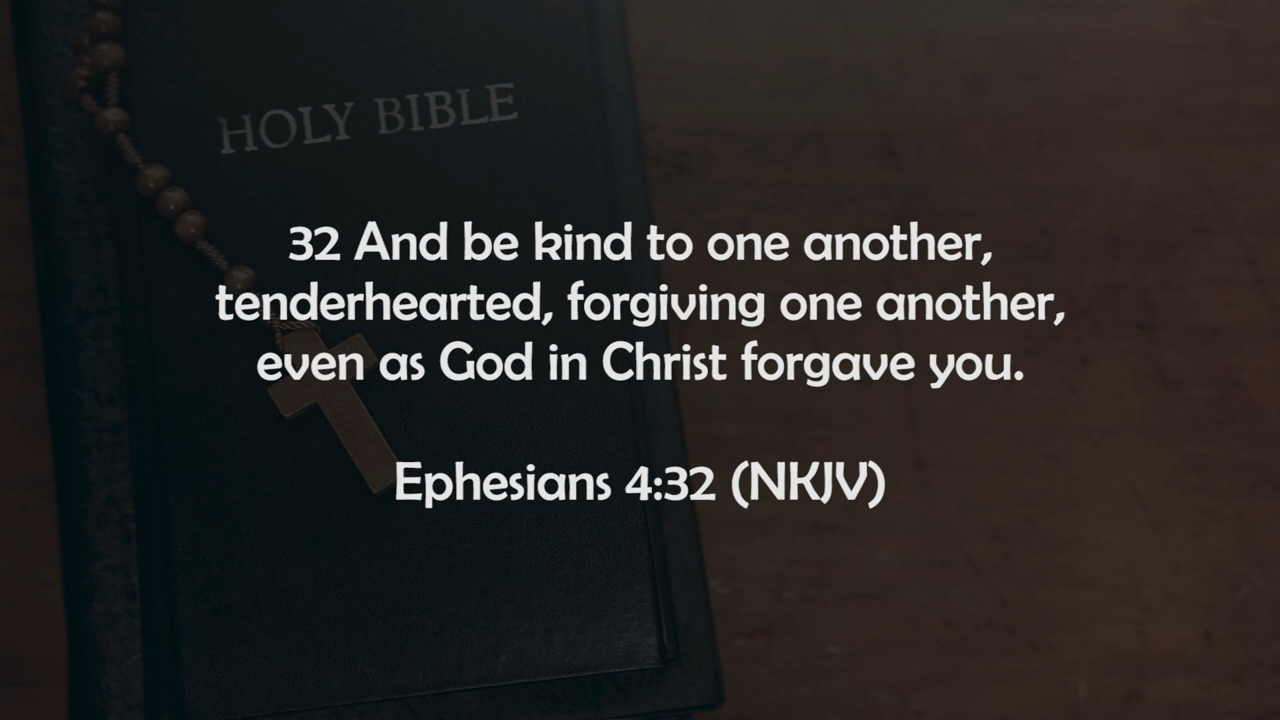 HOLY BIBLE
32 And be kind to one another,
tenderhearted, forgiving one another,
even as God in Christ forgave you.
Ephesians 4:32 (NKJV)